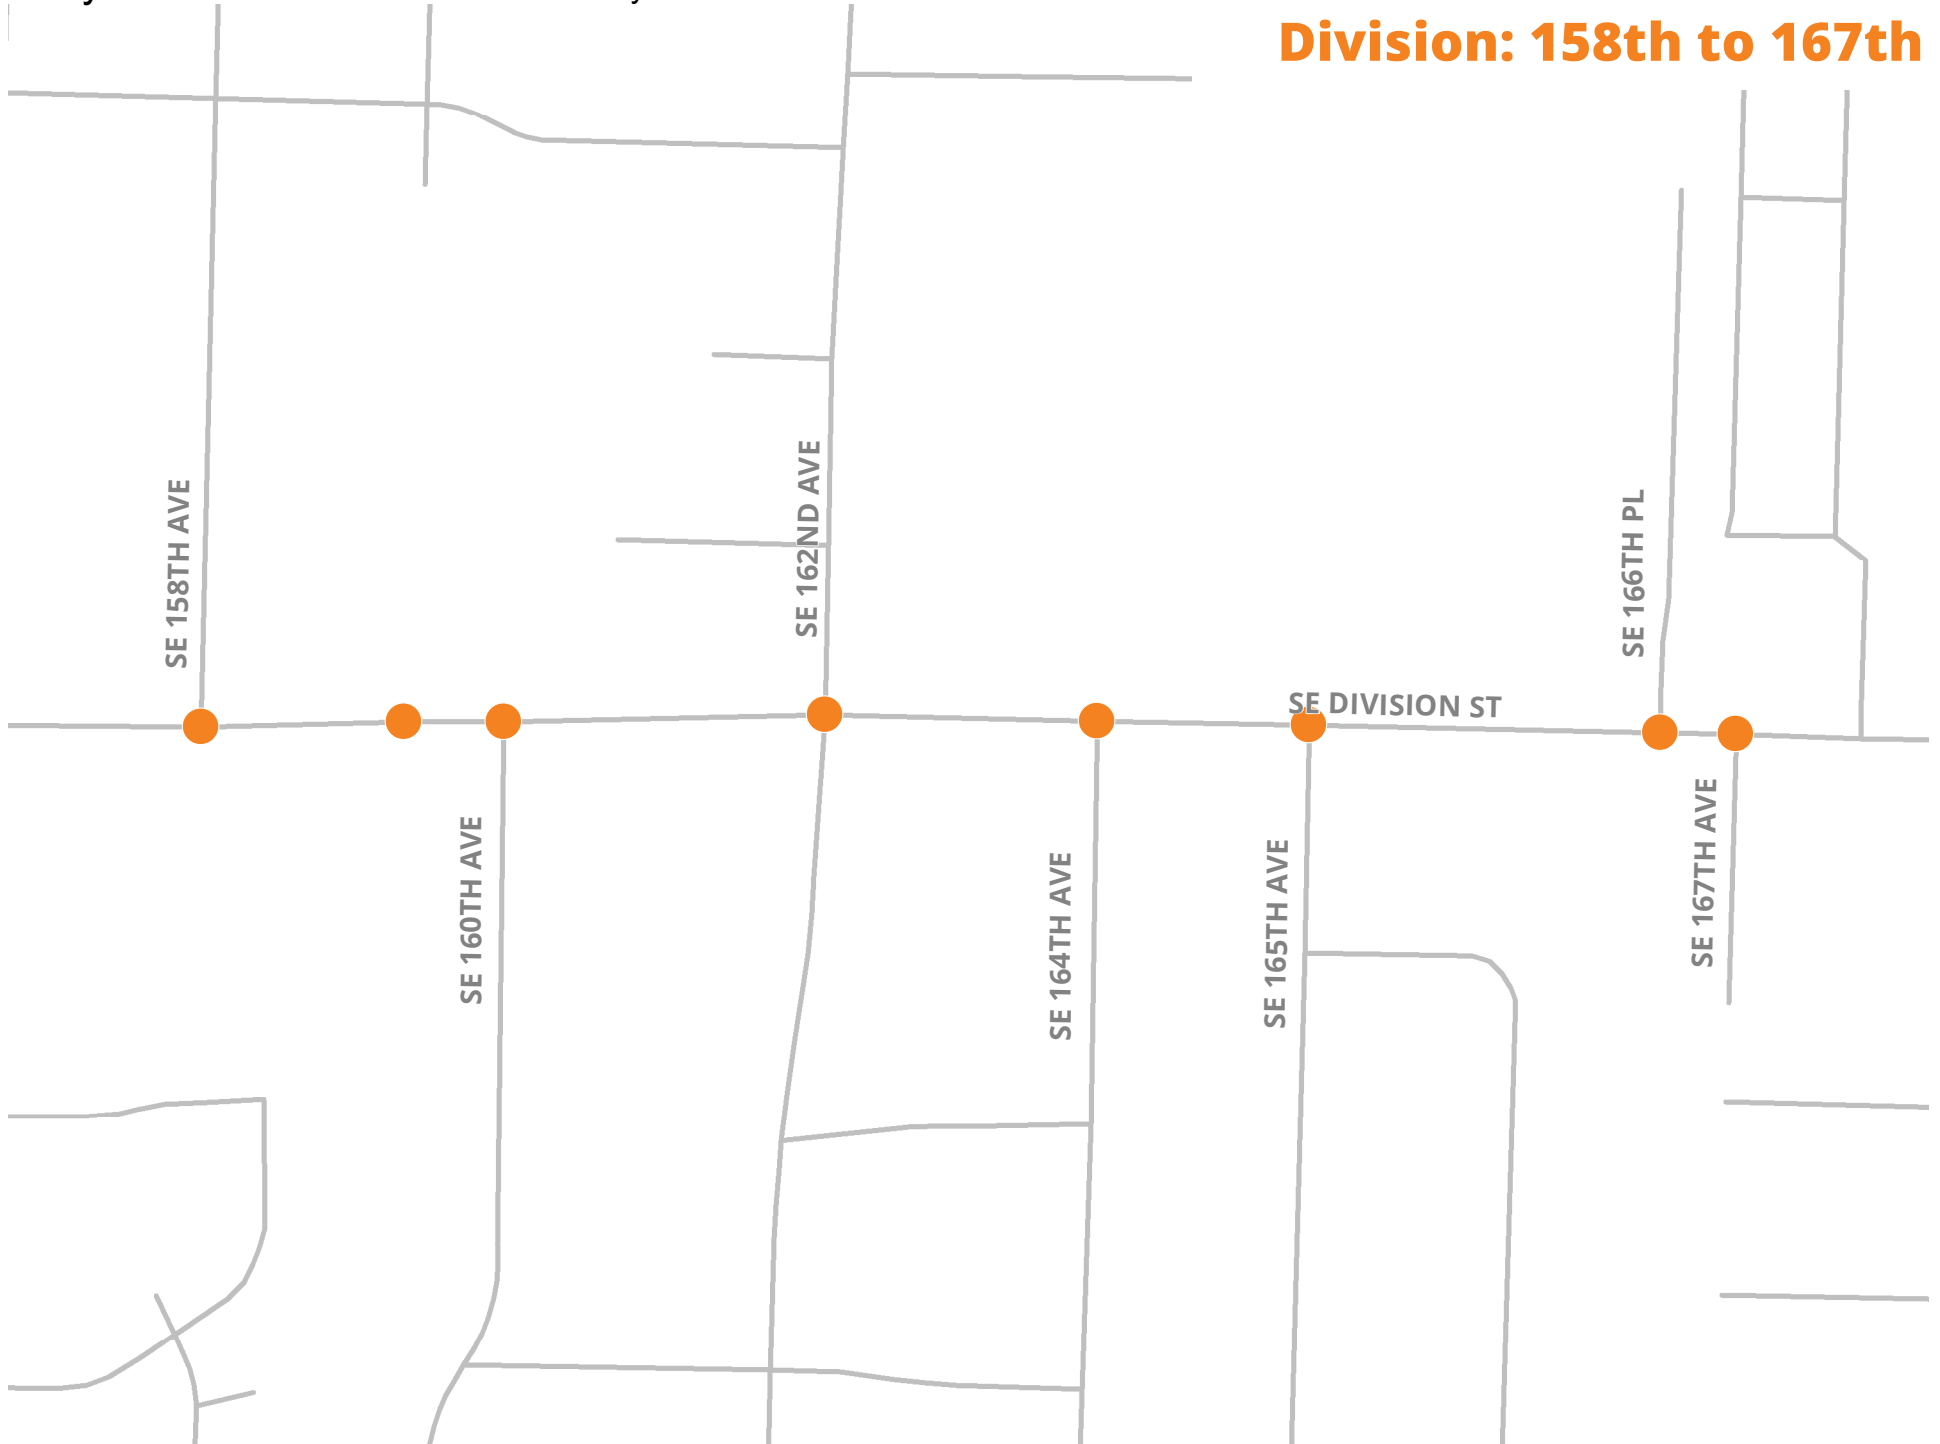 Division: 158th to 167th
SE 158TH AVE
SE 162ND AVE
SE 166TH PL
SE DIVISION ST
SE 160TH AVE
SE 164TH AVE
SE 165TH AVE
SE 167TH AVE